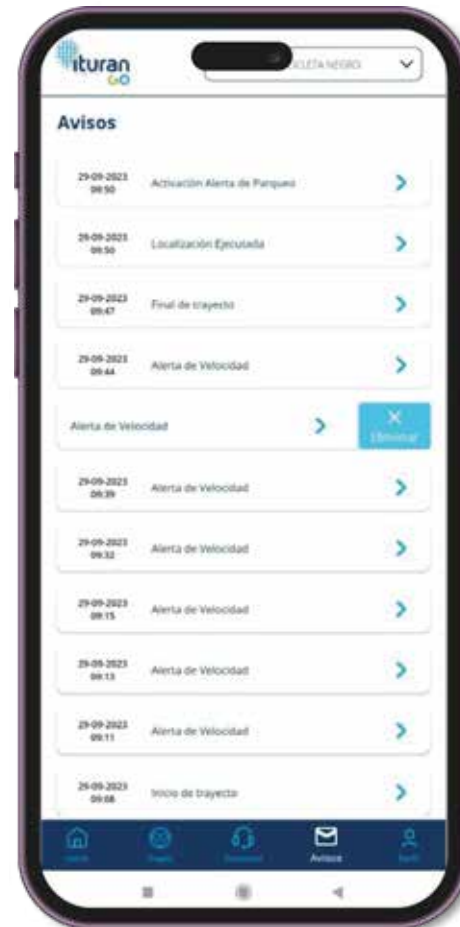 ituran
GO
Avisos
29-09-2023
09:50
Activación Alerta de Parqueo
29-09-2023
09:50
Localización Ejecutada
29-09-2023
09:47
Final de trayecto
29-09-2023
09:44
Alerta de Velocidad
Alerta de Velocidad
Eliminar
29-09-2023
09:39
Alerta de Velocidad
29-09-2023
09:32
Alerta de Velocidad
29-09-2023
09:15
Alerta de Velocidad
29-09-2023
09:13
Alerta de Velocidad
29-09-2023
09:11
Alerta de Velocidad
29-09-2023
09:08
Inicio de trayecto
Avisos
Perfil